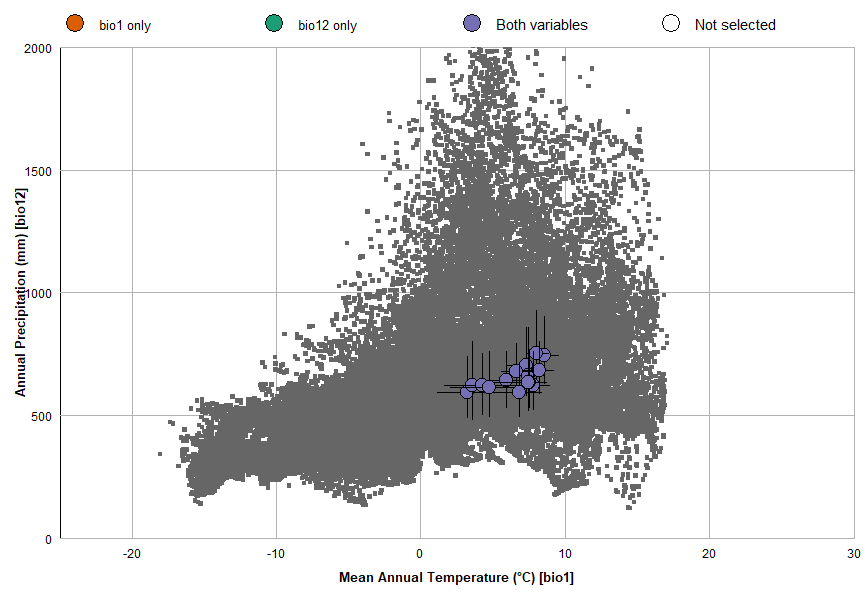 bio1 only
bio12 only
Both variables
Not selected
2000
1500
1000
500
0
Annual Precipitation (mm) [bio12]
-20
-10
0
10
20
30
Mean Annual Temperature (°C) [bio1]